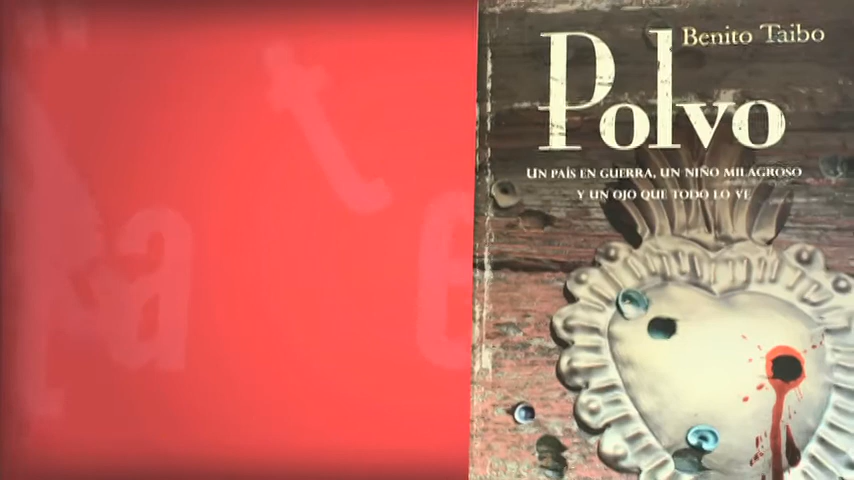 Benito Taibo
Polvo
UN PAÍS EN GUERRA, UN NIÑO MILAGROSO
Y UN OJO QUE TODO LO VE
a
t
e